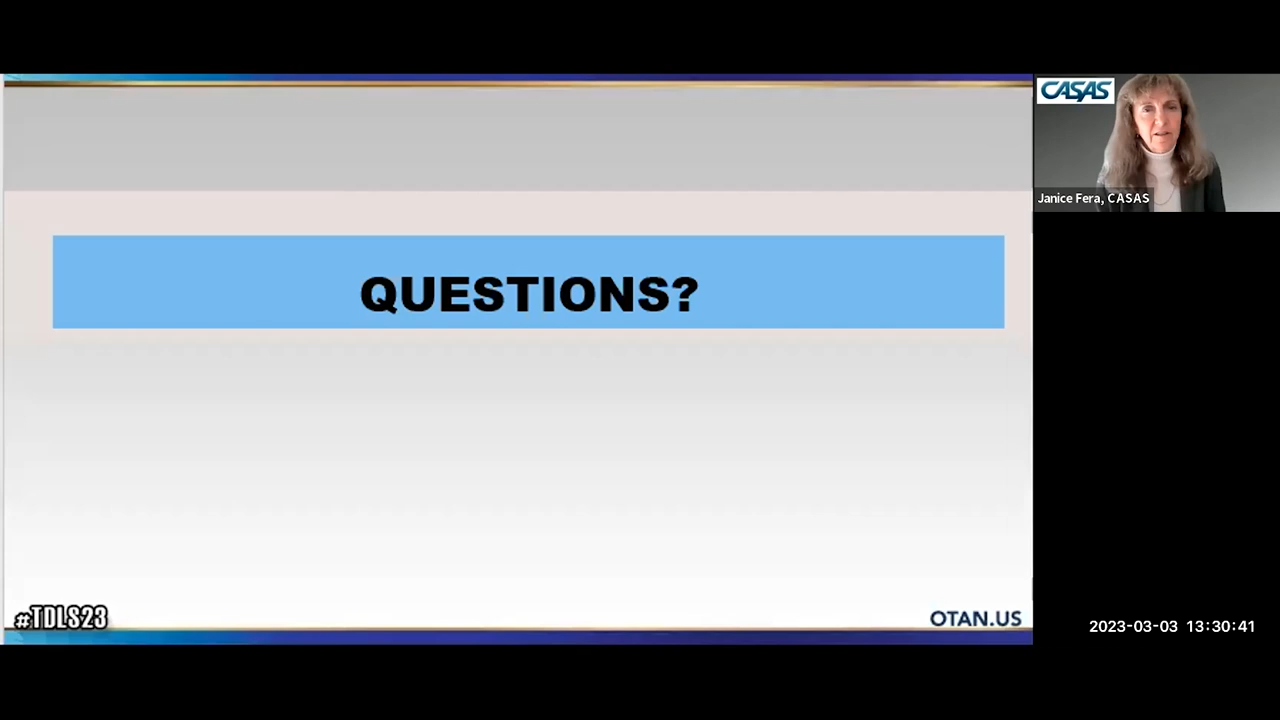 QUESTIONS?
#TDLS23
OTAN.US
CASAS
Janice Fera, CASAS
2023-03-03 13:30:41